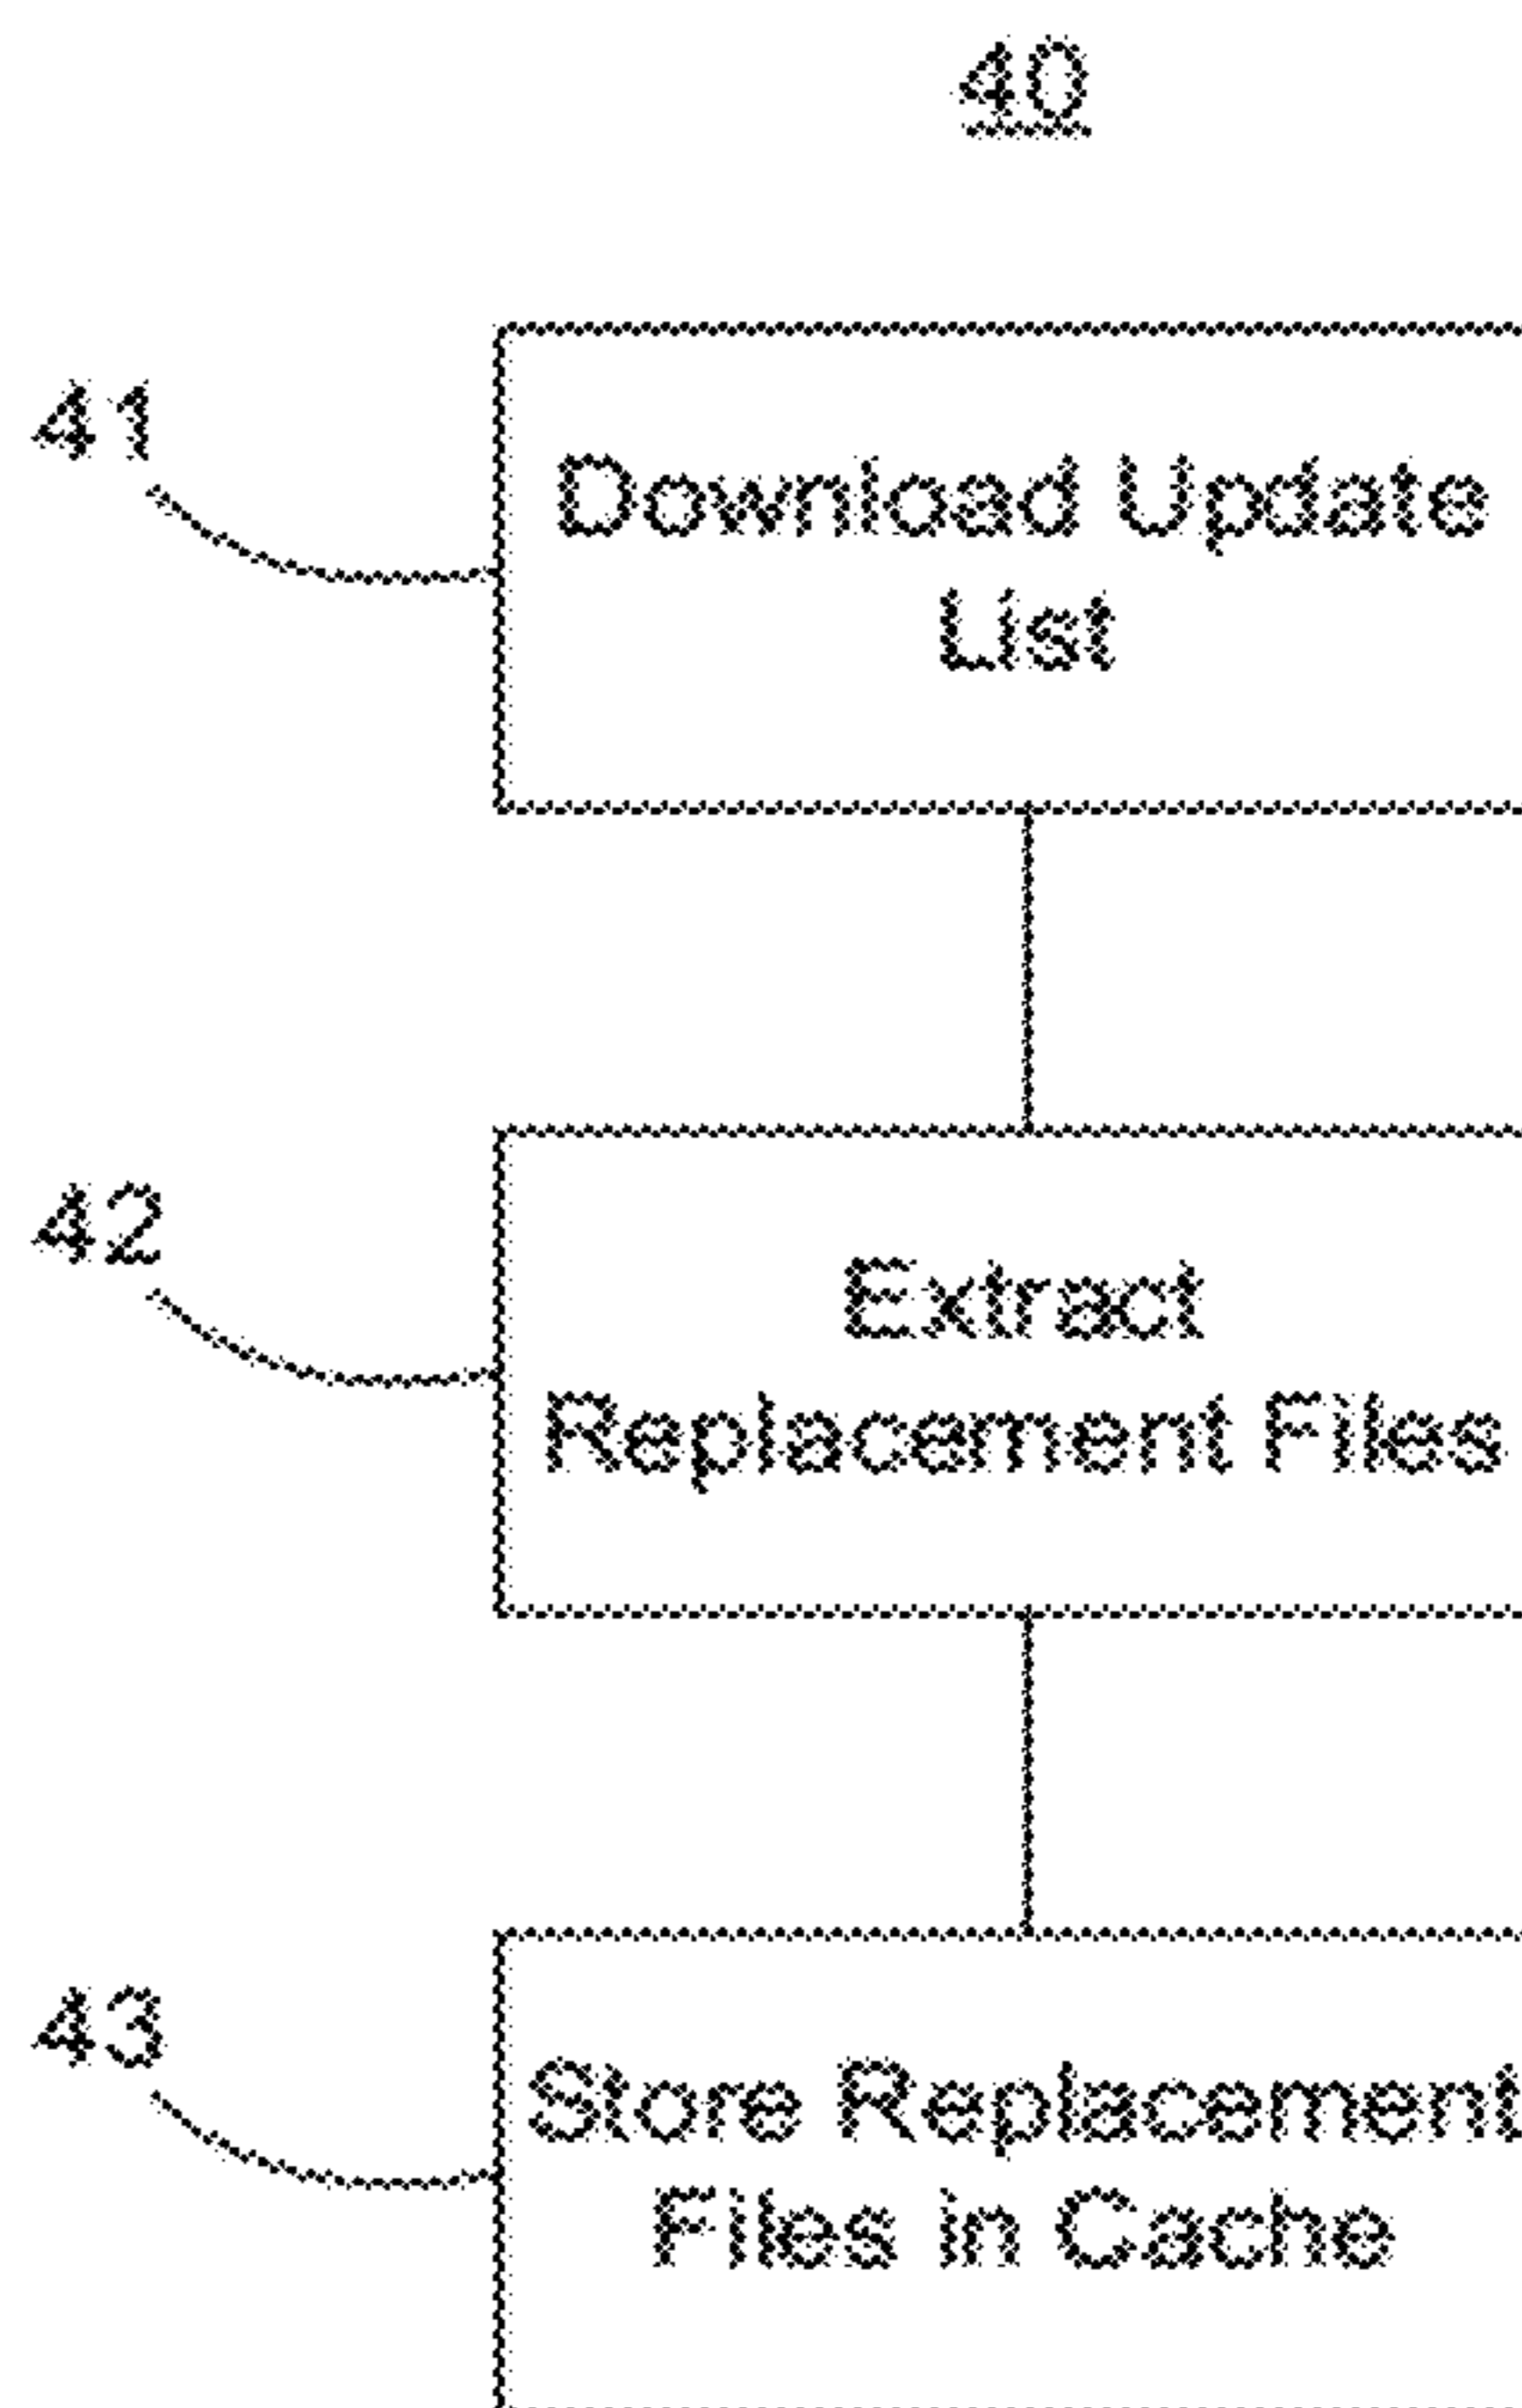 40
41
Download Update
List
42
Extract
Replacement Files
43
Store Replacement
Files in Cache